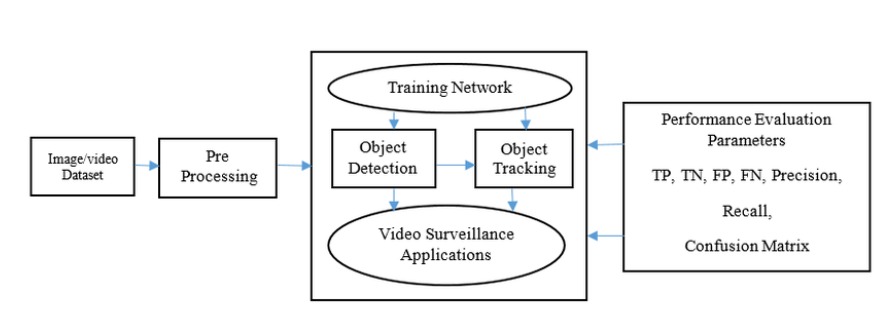 Image/video
Dataset
Pre
Processing
Training Network
Object
Detection
Object
Tracking
Video Surveillance
Applications
Performance Evaluation
Parameters
TP, TN, FP, FN, Precision,
Recall,
Confusion Matrix